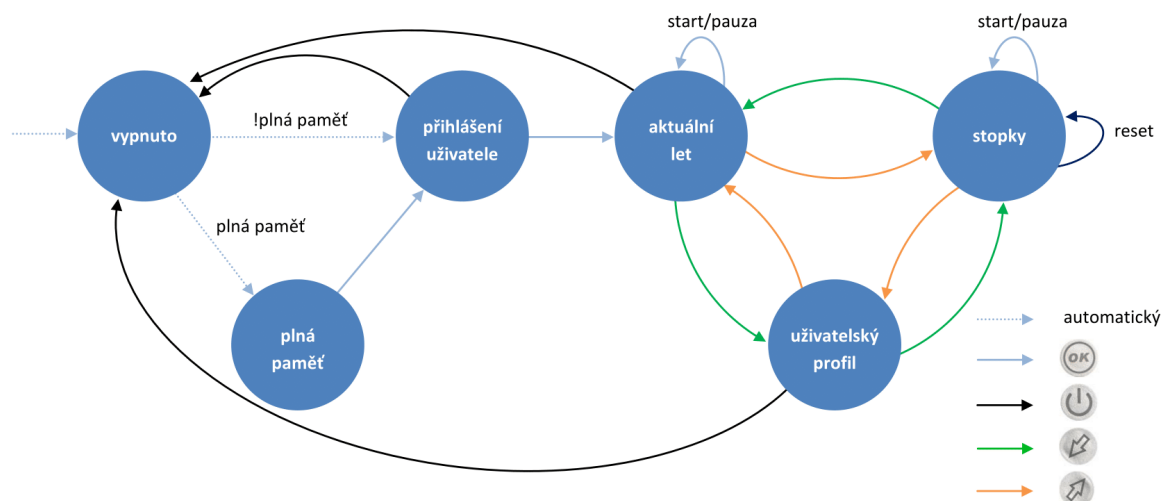 start/pauza
start/pauza
vypnuto
!plná paměť
přihlášení
uživatele
aktuální
let
stopky
reset
plná paměť
plná
paměť
uživatelský
profil
automatický
OK